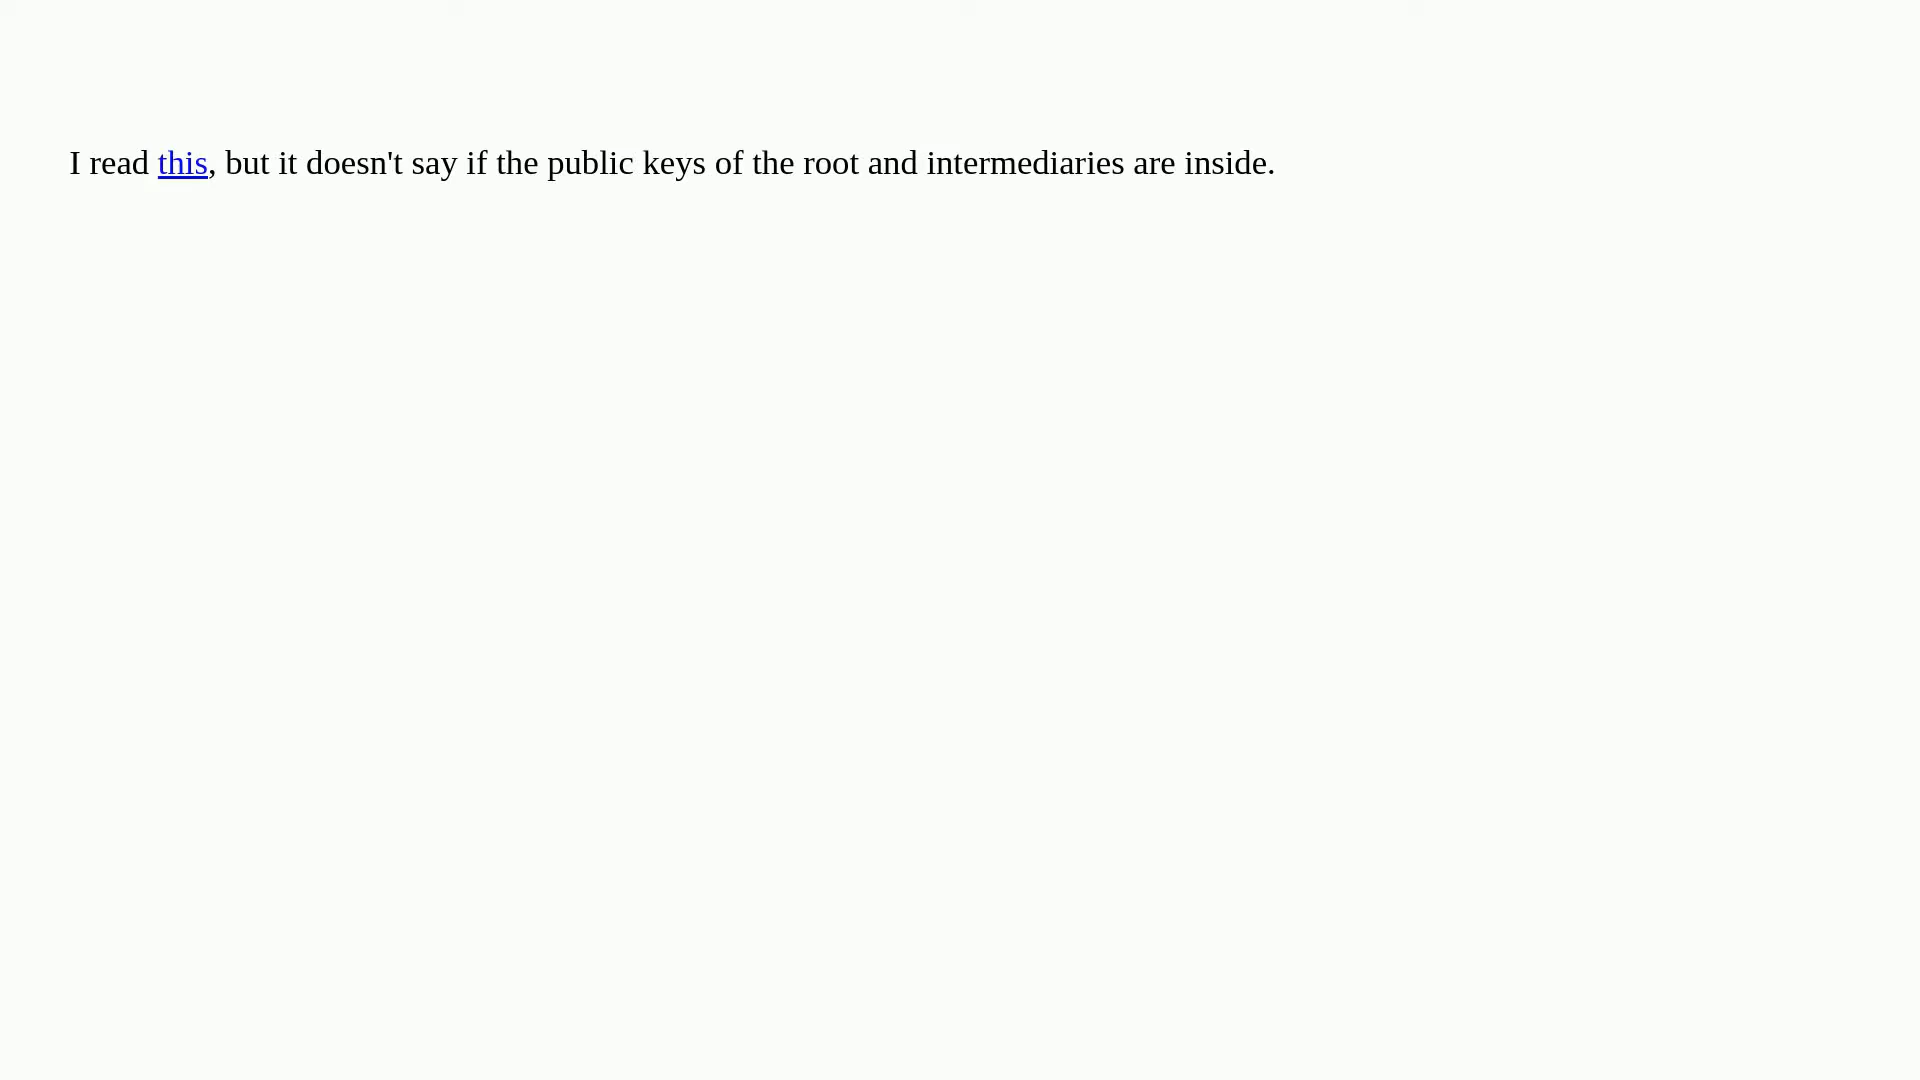 I read this, but it doesn't say if the public keys of the root and intermediaries are inside.